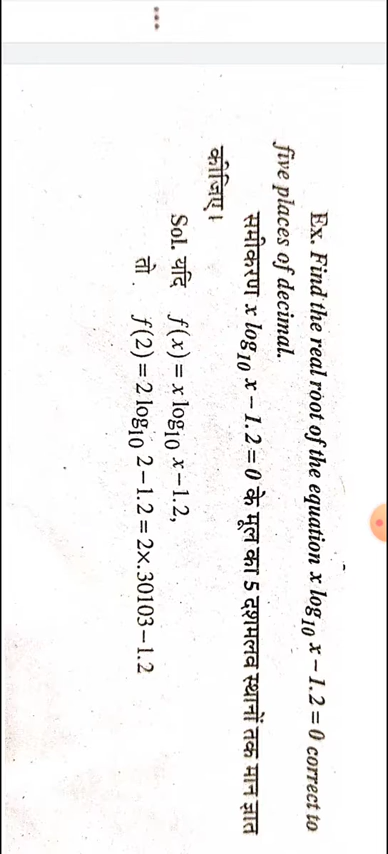 Ex. Find the real root of the equation x log₁₀ x – 1.2 = 0 correct to
five places of decimal.
समीकरण x log₁₀ x – 1.2 = 0 के मूल का 5 दशमलव स्थानों तक मान ज्ञात
कीजिए।
Sol. यदि f(x) = x log₁₀ x – 1.2,
तो f(2) = 2 log₁₀ 2 – 1.2 = 2×.30103 – 1.2